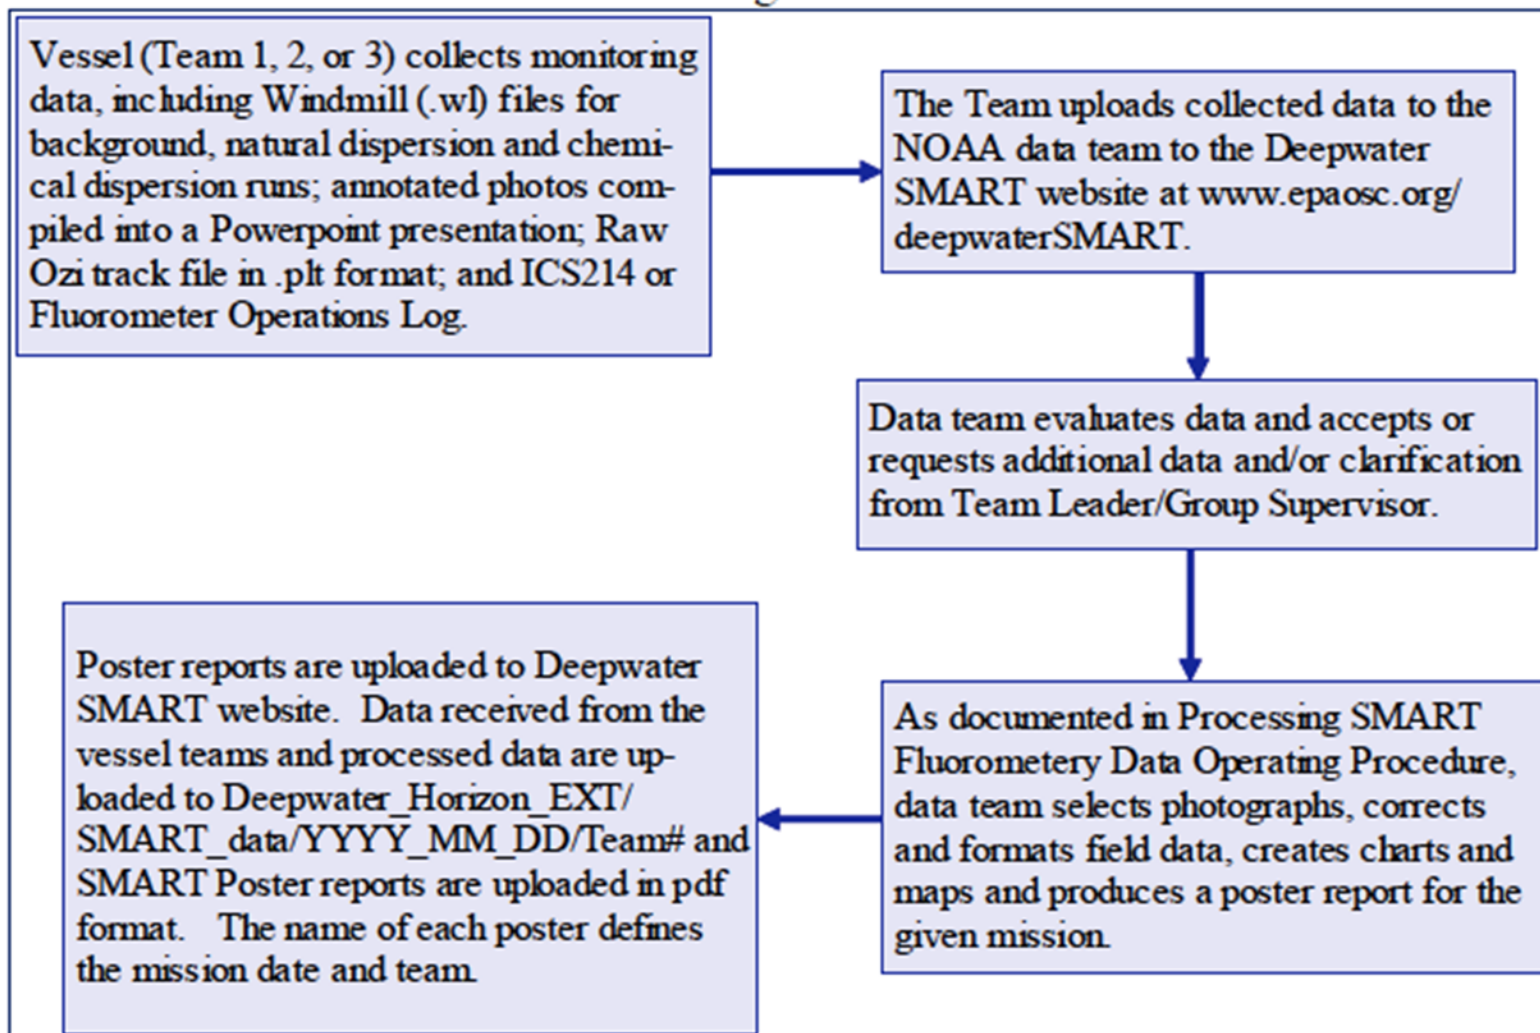 Vessel (Team 1, 2, or 3) collects monitoring
data, including Windmill (.wl) files for
background, natural dispersion and chemi-
cal dispersion runs; annotated photos com-
piled into a Powerpoint presentation; Raw
Ozi track file in .plt format; and ICS214 or
Fluorometer Operations Log.
The Team uploads collected data to the
NOAA data team to the Deepwater
SMART website at www.epaosc.org/
deepwaterSMART.
Data team evaluates data and accepts or
requests additional data and/or clarification
from Team Leader/Group Supervisor.
As documented in Processing SMART
Fluorometery Data Operating Procedure,
data team selects photographs, corrects
and formats field data, creates charts and
maps and produces a poster report for the
given mission.
Poster reports are uploaded to Deepwater
SMART website.  Data received from the
vessel teams and processed data are up-
loaded to Deepwater_Horizon_EXT/
SMART_data/YYYY_MM_DD/Team# and
SMART Poster reports are uploaded in pdf
format.   The name of each poster defines
the mission date and team.